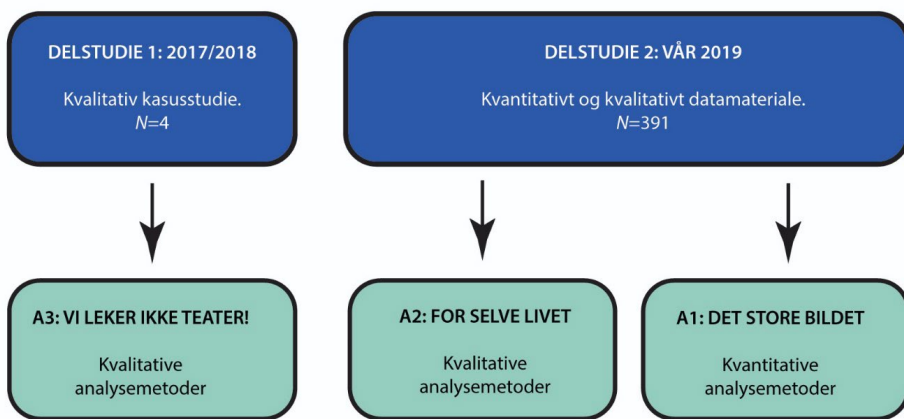 DELSTUDIE 1: 2017/2018
Kvalitativ kasusstudie.
N=4
DELSTUDIE 2: VÅR 2019
Kvantitativt og kvalitativt datamateriale.
N=391
A3: VI LEKER IKKE TEATER!
Kvalitative
analysemetoder
A2: FOR SELVE LIVET
Kvalitative
analysemetoder
A1: DET STORE BILDET
Kvantitative
analysemetoder